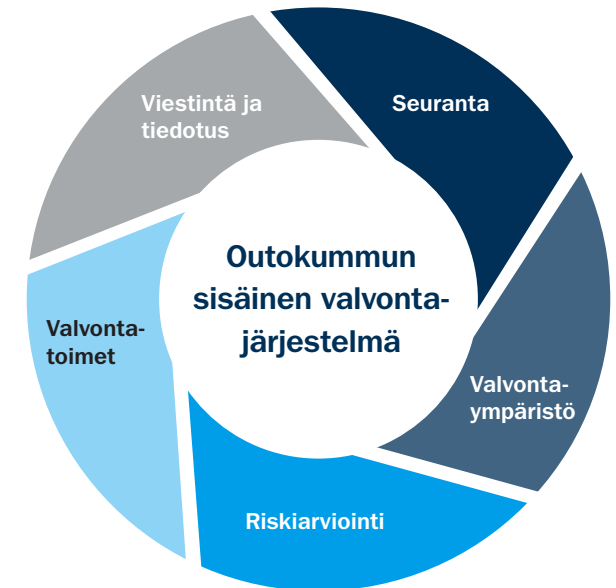 Viestintä ja
tiedotus
Seuranta
Outokummun
sisäinen valvonta-
järjestelmä
Valvonta-
toimet
Valvonta-
ympäristö
Riskiarviointi